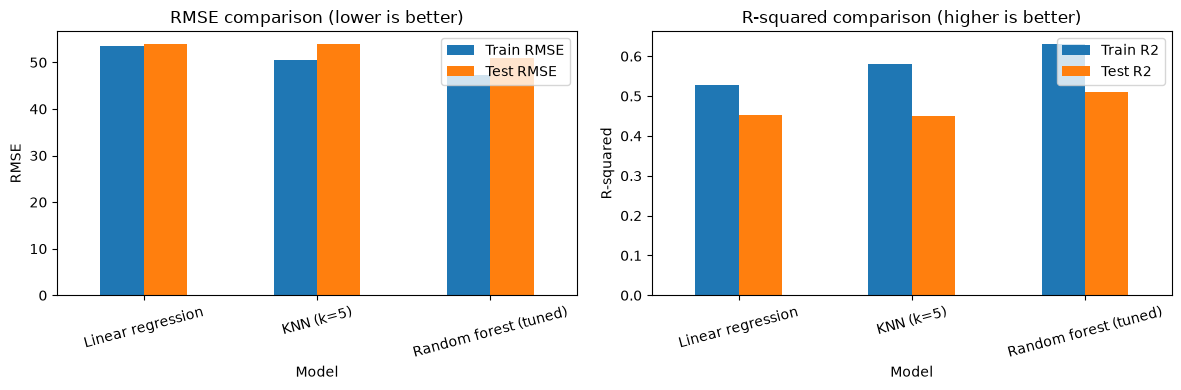 RMSE comparison (lower is better)
RMSE
50
40
30
20
10
0
Train RMSE
Test RMSE
Linear regression
KNN (k=5)
Random forest (tuned)
Model
R-squared comparison (higher is better)
R-squared
0.6
0.5
0.4
0.3
0.2
0.1
0.0
Train R2
Test R2
Linear regression
KNN (k=5)
Random forest (tuned)
Model